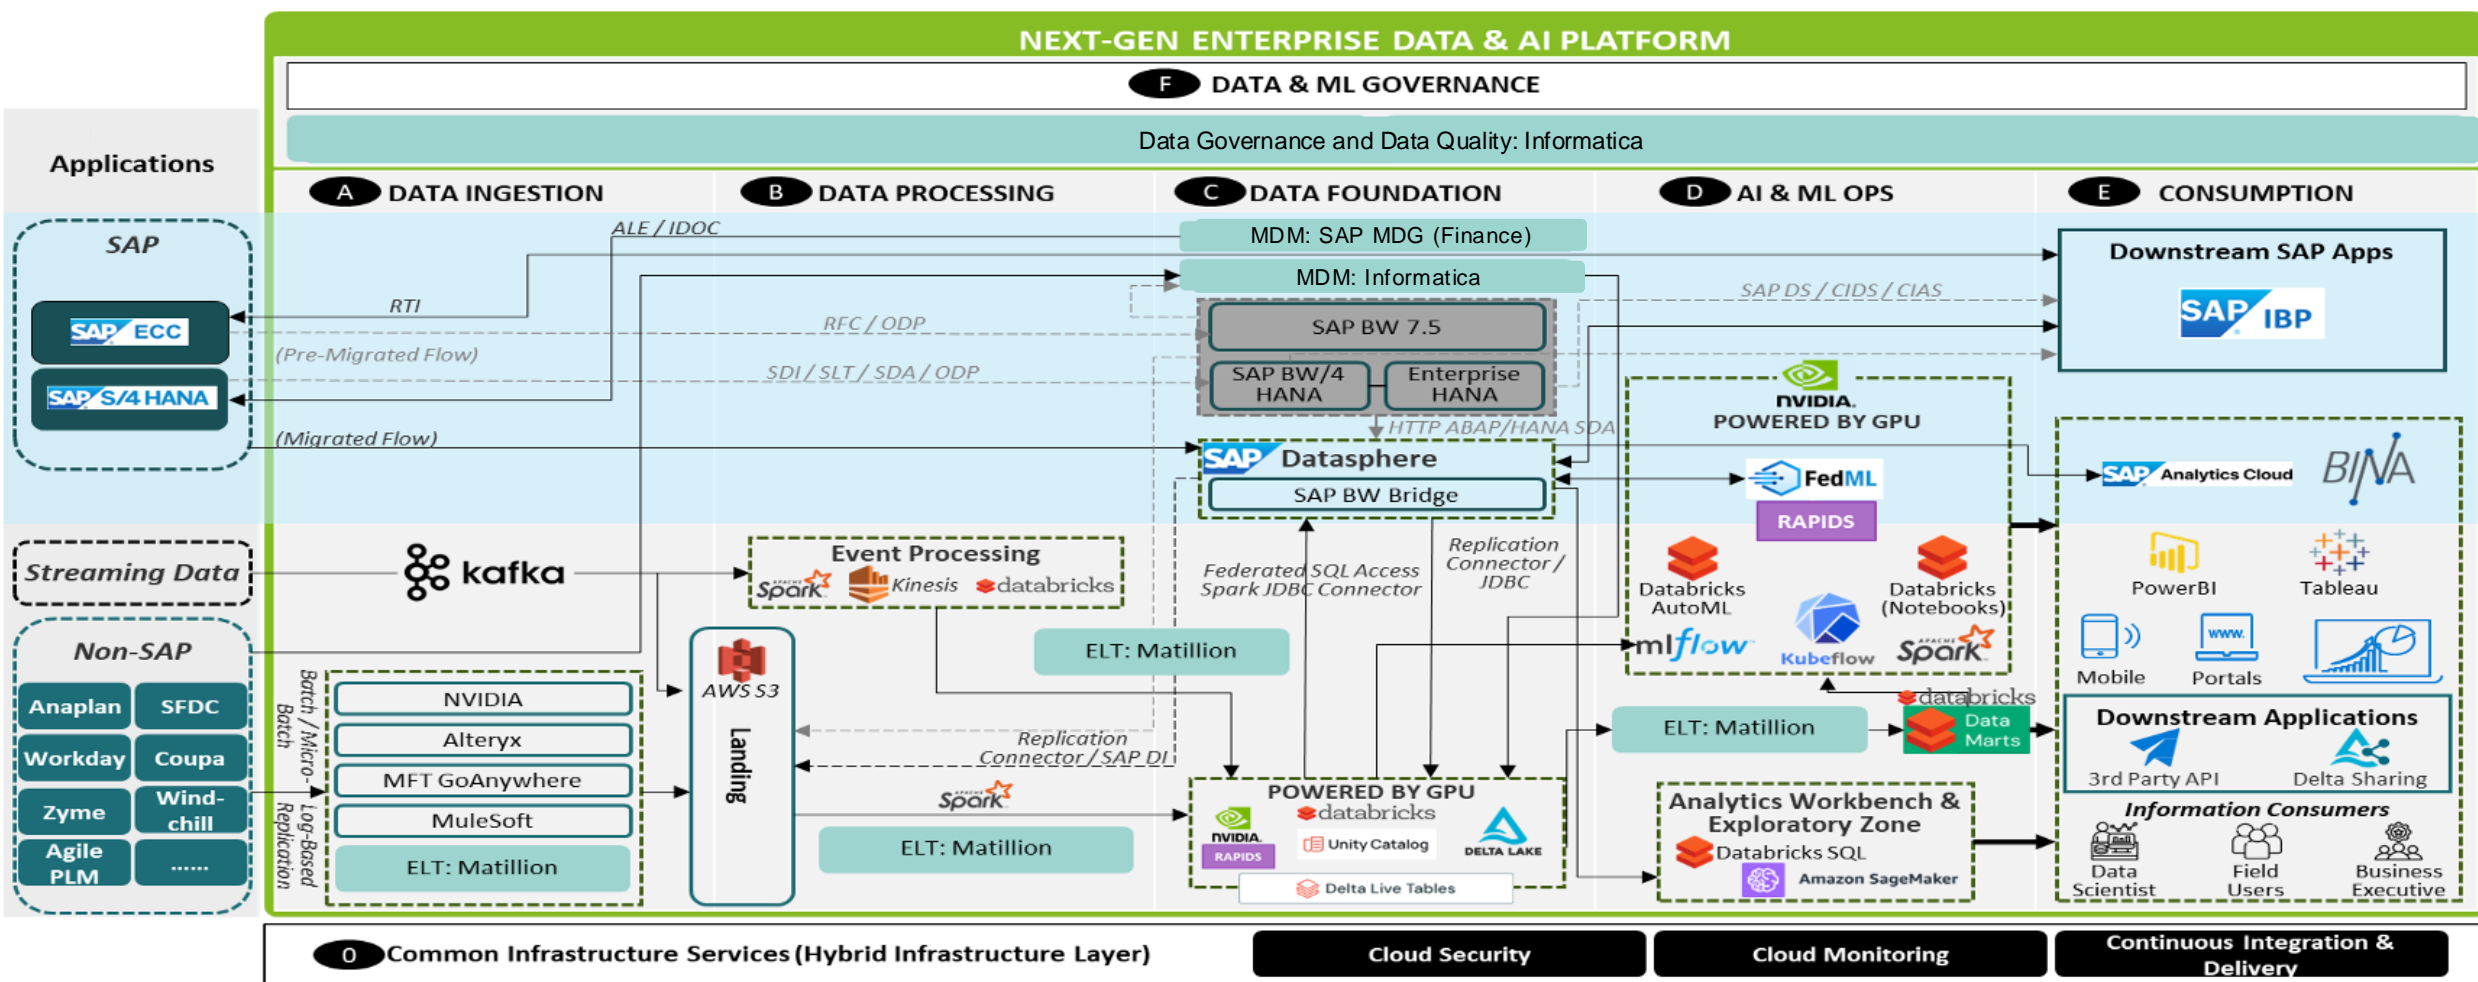 NEXT-GEN ENTERPRISE DATA & AI PLATFORM
F DATA & ML GOVERNANCE
Data Governance and Data Quality: Informatica
Applications
A DATA INGESTION
B DATA PROCESSING
C DATA FOUNDATION
D AI & ML OPS
E CONSUMPTION
SAP
SAP ECC
SAP S/4 HANA
Streaming Data
Non-SAP
Anaplan
SFDC
Workday
Coupa
Zyme
Wind-
chill
Agile
PLM
......
ALE / IDOC
RTI
RFC / ODP
(Pre-Migrated Flow)
SDI / SLT / SDA / ODP
(Migrated Flow)
kafka
Batch / Micro-
Batch
Log-Based
Replication
NVIDIA
Alteryx
MFT GoAnywhere
MuleSoft
ELT: Matillion
Event Processing
APACHE
Spark
Kinesis
databricks
AWS S3
Landing
ELT: Matillion
Replication
Connector / SAP DI
APACHE
Spark
ELT: Matillion
MDM: SAP MDG (Finance)
MDM: Informatica
SAP BW 7.5
SAP BW/4
HANA
Enterprise
HANA
HTTP ABAP/HANA SDA
SAP Datasphere
SAP BW Bridge
Federated SQL Access
Spark JDBC Connector
Replication
Connector /
JDBC
POWERED BY GPU
NVIDIA.
RAPIDS
databricks
Unity Catalog
DELTA LAKE
Delta Live Tables
SAP DS / CIDS / CIAS
NVIDIA.
POWERED BY GPU
FedML
RAPIDS
Databricks
AutoML
Databricks
(Notebooks)
mlflow
Kubeflow
APACHE
Spark
ELT: Matillion
databricks
Data
Marts
Analytics Workbench &
Exploratory Zone
Databricks SQL
Amazon SageMaker
Downstream SAP Apps
SAP IBP
SAP Analytics Cloud
BINA
PowerBI
Tableau
Mobile
www.
Portals
Downstream Applications
3rd Party API
Delta Sharing
Information Consumers
Data
Scientist
Field
Users
Business
Executive
0 Common Infrastructure Services (Hybrid Infrastructure Layer)
Cloud Security
Cloud Monitoring
Continuous Integration &
Delivery